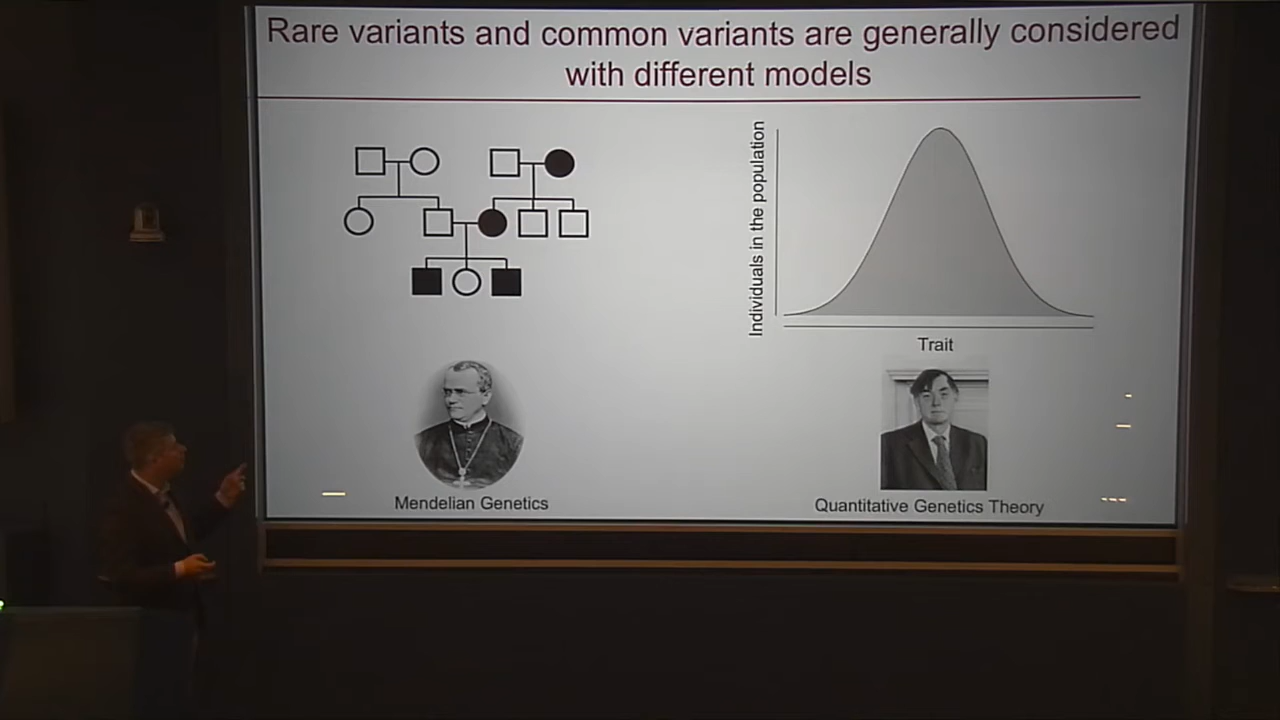 Rare variants and common variants are generally considered
with different models
Individuals in the population
Trait
Mendelian Genetics
Quantitative Genetics Theory